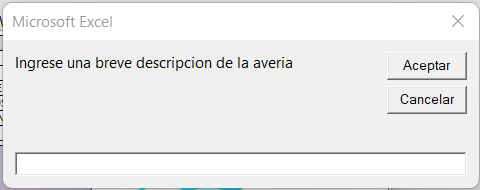 Microsoft Excel
Ingrese una breve descripcion de la averia
Aceptar
Cancelar